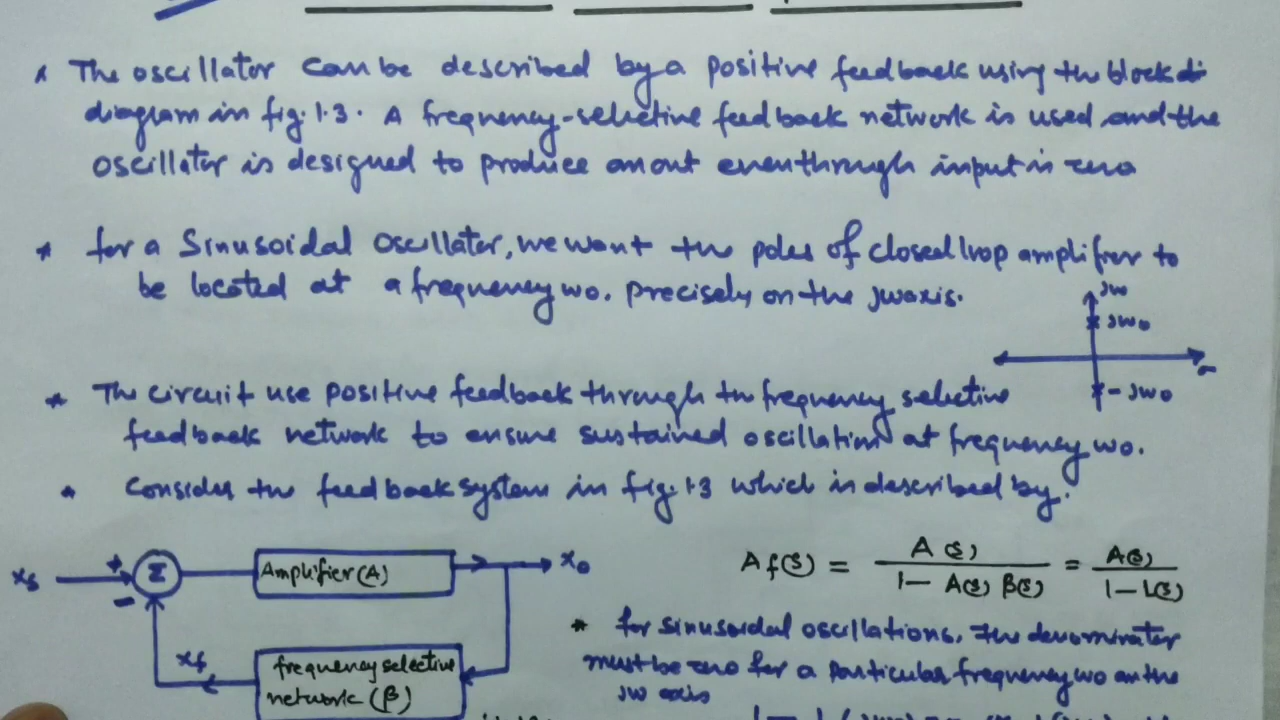 * The oscillator can be described by a positive feedback using the block di
diagram in fig. 1.3. A frequency-selective feedback network is used and the
oscillator is designed to produce an out even through input is zero
* for a Sinusoidal Oscillator, we want the poles of closed loop amplifier to
be located at a frequency wo. precisely on the jw axis.
jw
jwo
σ
-jwo
* The circuit use positive feedback through the frequency selective
feedback network to ensure sustained oscillation at frequency wo.
* Consider the feedback system in fig. 1.3 which is described by.
xs + Σ Amplifier (A) xo
-
xf
frequency selective
network (β)
Af(s) = A(s) / 1 - A(s) β(s) = A(s) / 1 - L(s)
* for sinusoidal oscillations, the denominator
must be zero for a particular frequency wo on the
jw axis